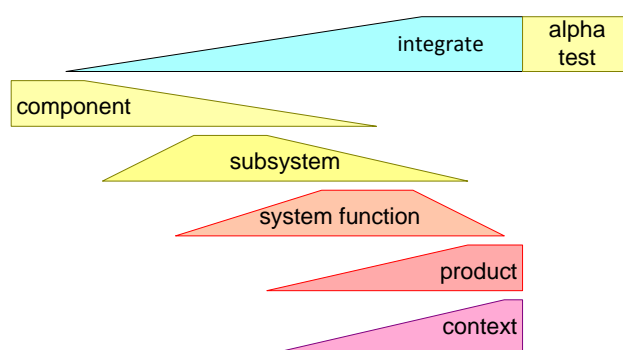 integrate
alpha
test
component
subsystem
system function
product
context